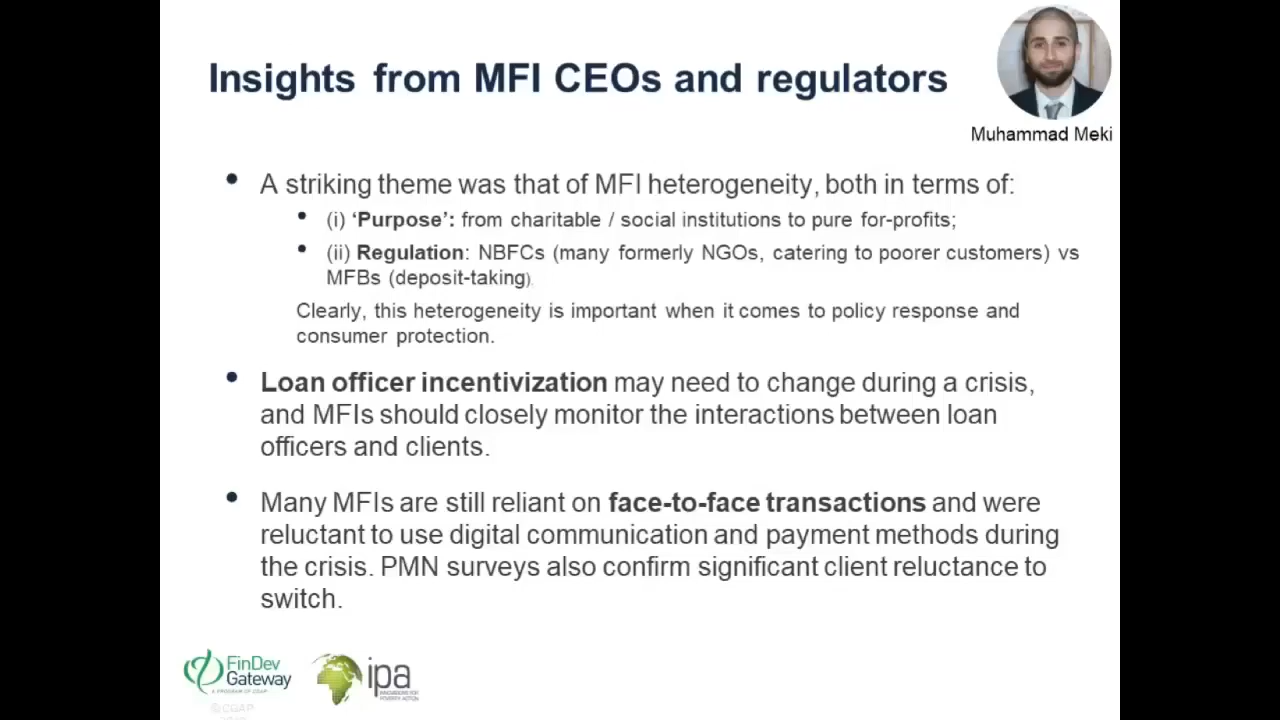 Insights from MFI CEOs and regulators
Muhammad Meki
• A striking theme was that of MFI heterogeneity, both in terms of:
• (i) ‘Purpose’: from charitable / social institutions to pure for-profits;
• (ii) Regulation: NBFCs (many formerly NGOs, catering to poorer customers) vs
MFBs (deposit-taking).
Clearly, this heterogeneity is important when it comes to policy response and
consumer protection.
• Loan officer incentivization may need to change during a crisis,
and MFIs should closely monitor the interactions between loan
officers and clients.
• Many MFIs are still reliant on face-to-face transactions and were
reluctant to use digital communication and payment methods during
the crisis. PMN surveys also confirm significant client reluctance to
switch.
FinDev
Gateway
A PROGRAM OF CGAP
ipa
INNOVATIONS FOR
POVERTY ACTION
© CGAP